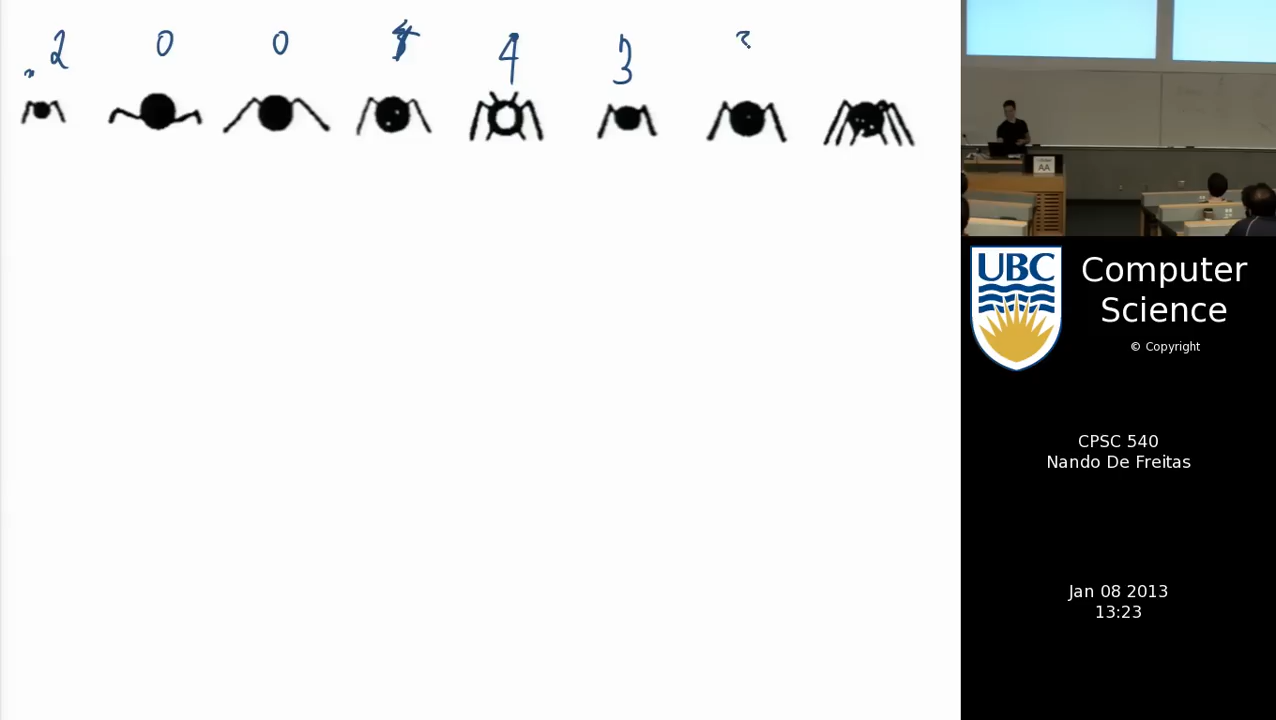 2 0 0 4 3
UBC
Computer
Science
© Copyright
CPSC 540
Nando De Freitas
Jan 08 2013
13:23